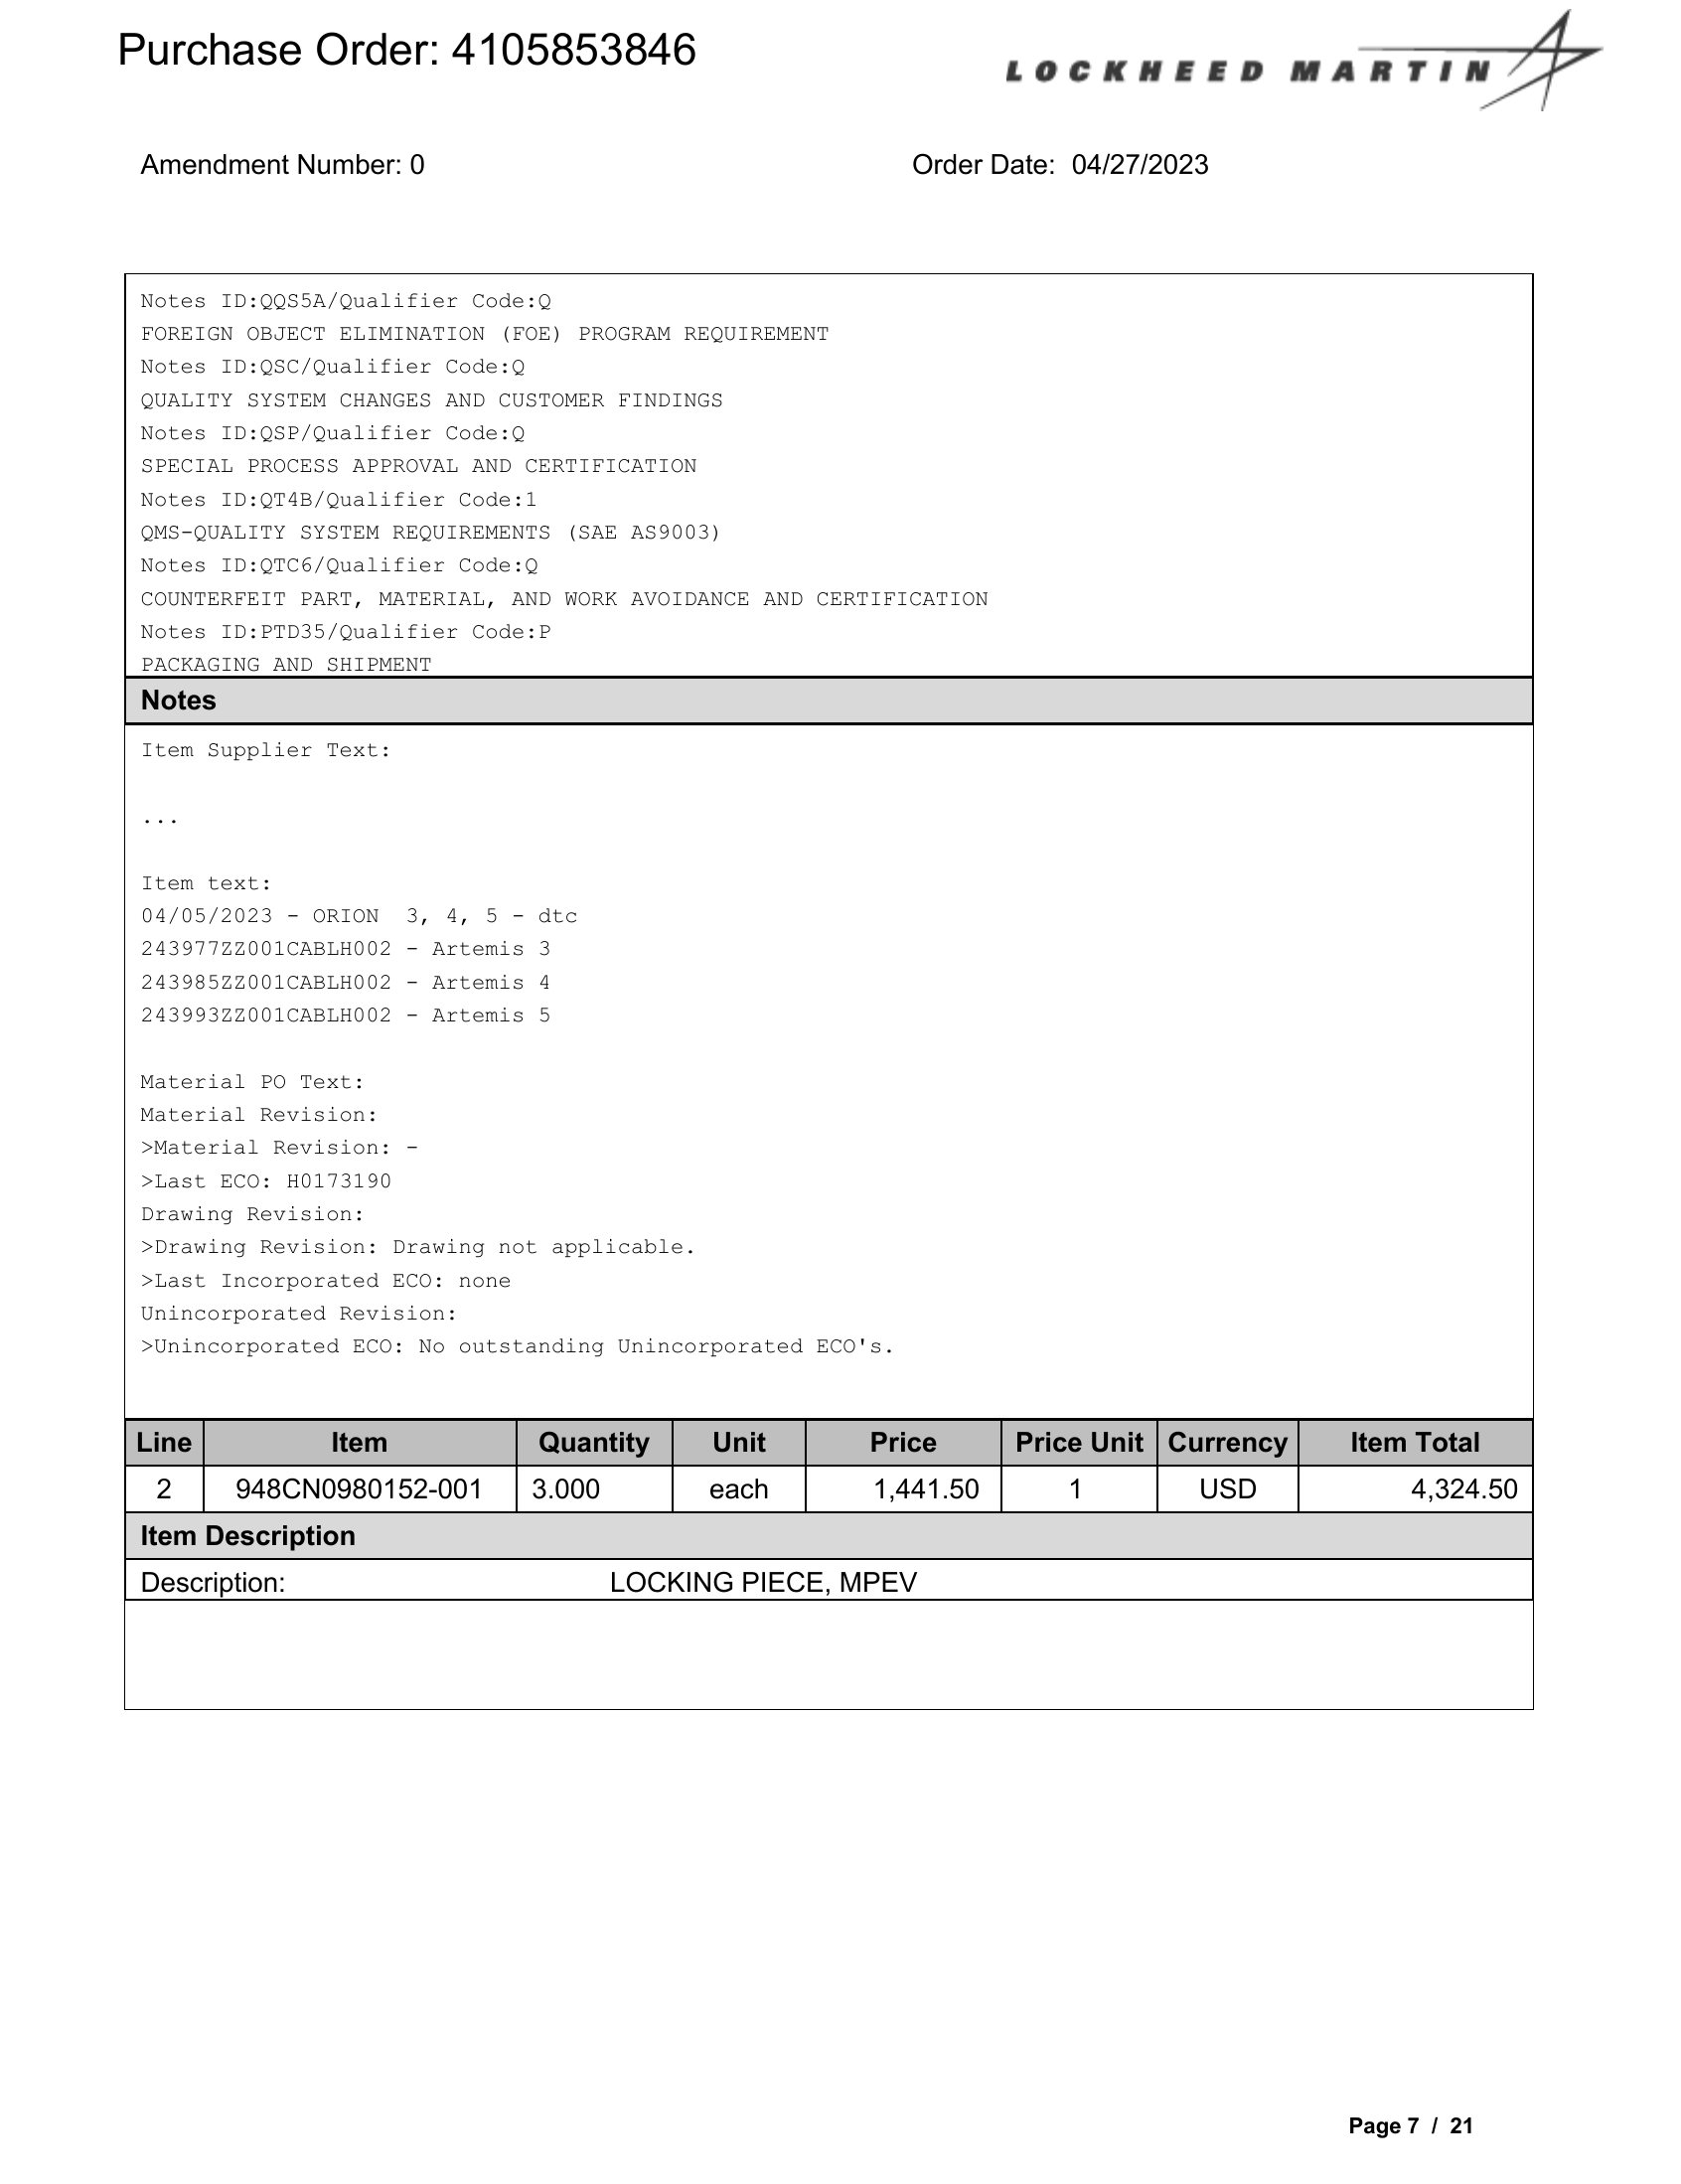 Purchase Order: 4105853846
LOCKHEED MARTIN
Amendment Number: 0 Order Date: 04/27/2023
Notes ID:QQS5A/Qualifier Code:Q
FOREIGN OBJECT ELIMINATION (FOE) PROGRAM REQUIREMENT
Notes ID:QSC/Qualifier Code:Q
QUALITY SYSTEM CHANGES AND CUSTOMER FINDINGS
Notes ID:QSP/Qualifier Code:Q
SPECIAL PROCESS APPROVAL AND CERTIFICATION
Notes ID:QT4B/Qualifier Code:1
QMS-QUALITY SYSTEM REQUIREMENTS (SAE AS9003)
Notes ID:QTC6/Qualifier Code:Q
COUNTERFEIT PART, MATERIAL, AND WORK AVOIDANCE AND CERTIFICATION
Notes ID:PTD35/Qualifier Code:P
PACKAGING AND SHIPMENT
Notes
Item Supplier Text:
...
Item text:
04/05/2023 - ORION  3, 4, 5 - dtc
243977ZZ001CABLH002 - Artemis 3
243985ZZ001CABLH002 - Artemis 4
243993ZZ001CABLH002 - Artemis 5
Material PO Text:
Material Revision:
>Material Revision: -
>Last ECO: H0173190
Drawing Revision:
>Drawing Revision: Drawing not applicable.
>Last Incorporated ECO: none
Unincorporated Revision:
>Unincorporated ECO: No outstanding Unincorporated ECO's.
Line Item Quantity Unit Price Price Unit Currency Item Total
2 948CN0980152-001 3.000 each 1,441.50 1 USD 4,324.50
Item Description
Description: LOCKING PIECE, MPEV
Page 7 / 21